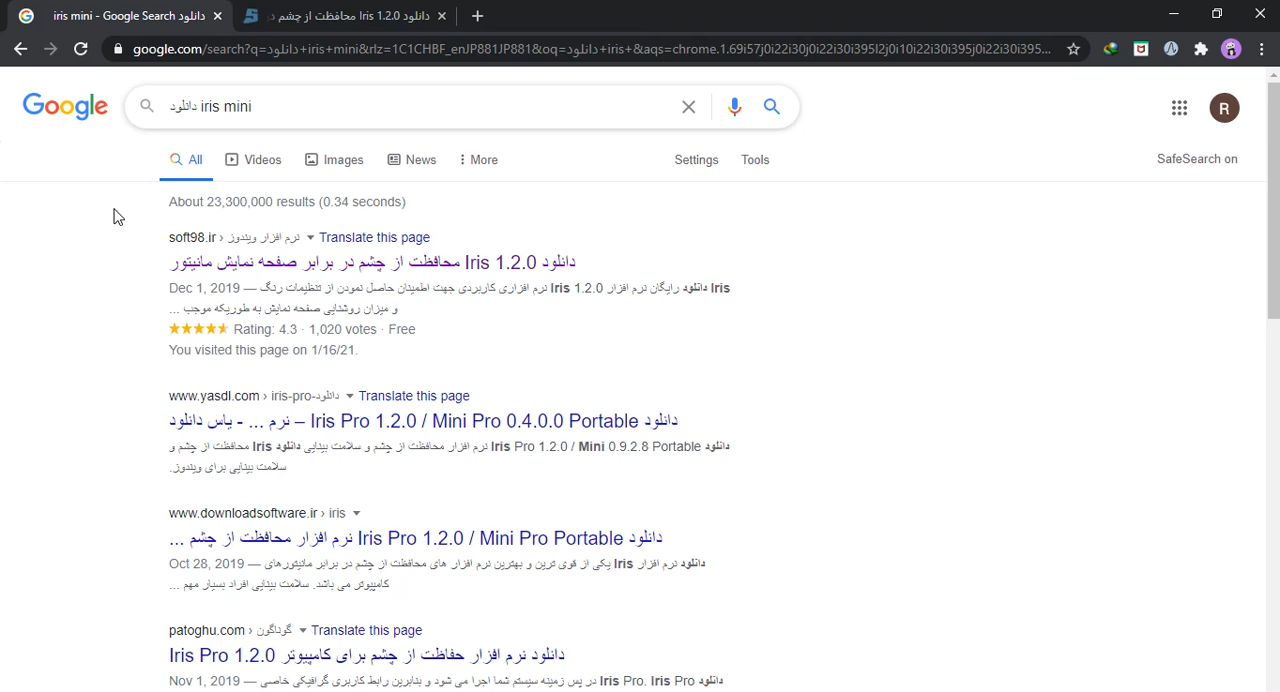 دانلود iris mini - Google Search
دانلود Iris 1.2.0 محافظت از چشم د
google.com/search?q=دانلود+iris+mini&rlz=1C1CHBF_enJP881JP881&oq=دانلود+iris+&aqs=chrome.1.69i57j0i22i30j0i22i30i395l2j0i10i22i30i395j0i22i30i395...
Google
دانلود iris mini
R
All
Videos
Images
News
More
Settings
Tools
SafeSearch on
About 23,300,000 results (0.34 seconds)
soft98.ir › نرم افزار ویندوز Translate this page
دانلود Iris 1.2.0 محافظت از چشم در برابر صفحه نمایش مانیتور
Dec 1, 2019 — Iris دانلود رایگان نرم افزار Iris 1.2.0 نرم افزاری کاربردی جهت اطمینان حاصل نمودن از تنظیمات رنگ
و میزان روشنایی صفحه نمایش به طوریکه موجب ...
Rating: 4.3 · 1,020 votes · Free
You visited this page on 1/16/21.
www.yasdl.com › iris-pro-دانلود Translate this page
دانلود Iris Pro 1.2.0 / Mini Pro 0.4.0.0 Portable – نرم ... - یاس دانلود
دانلود Iris Pro 1.2.0 / Mini 0.9.2.8 Portable نرم افزار محافظت از چشم و سلامت بینایی دانلود Iris محافظت از چشم و
سلامت بینایی برای ویندوز.
www.downloadsoftware.ir › iris
دانلود Iris Pro 1.2.0 / Mini Pro Portable نرم افزار محافظت از چشم ...
Oct 28, 2019 — دانلود نرم افزار Iris یکی از قوی ترین و بهترین نرم افزار های محافظت از چشم در برابر مانیتورهای
کامپیوتر می باشد. سلامت بینایی افراد بسیار مهم ...
patoghu.com › گوناگون Translate this page
دانلود نرم افزار حفاظت از چشم برای کامپیوتر Iris Pro 1.2.0
Nov 1, 2019 — دانلود Iris Pro. Iris Pro در پس زمینه سیستم شما اجرا می شود و بنابرین رابط کاربری گرافیکی خاصی